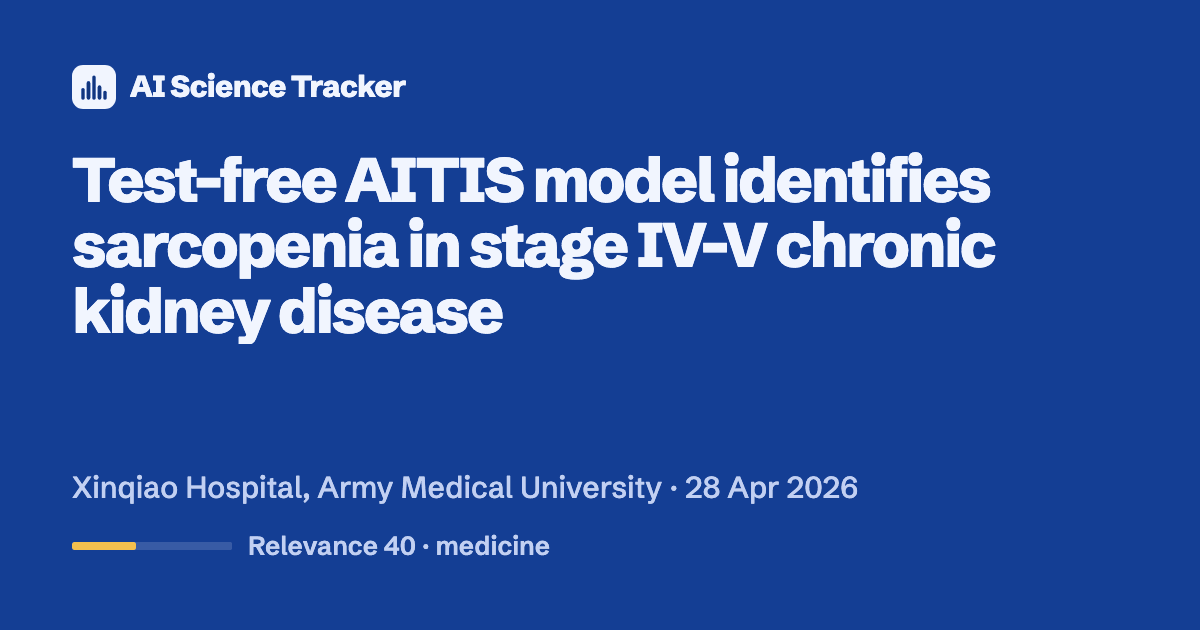 AI Science Tracker
Test-free AITIS model identifies
sarcopenia in stage IV-V chronic
kidney disease
Xinqiao Hospital, Army Medical University · 28 Apr 2026
Relevance 40 · medicine